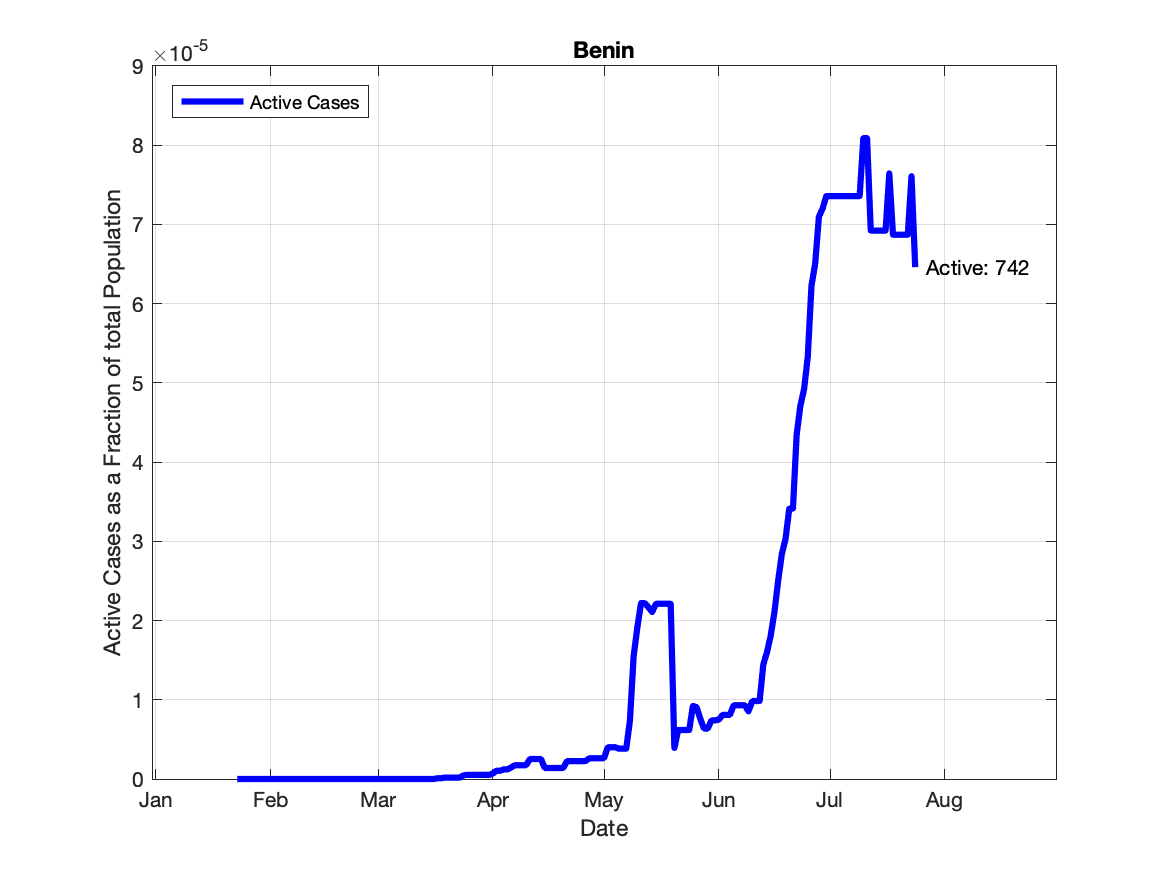 Benin
×10-5
Active Cases
9
8
7
6
5
4
3
2
1
0
Active Cases as a Fraction of total Population
Active: 742
Jan Feb Mar Apr May Jun Jul Aug
Date